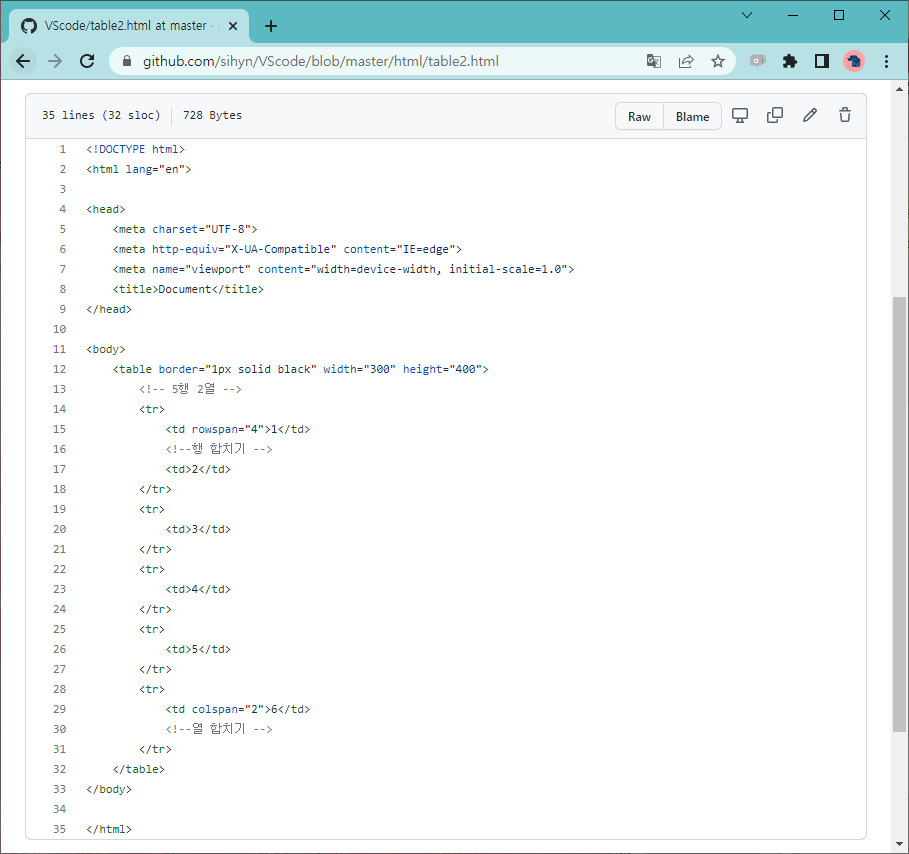 VScode/table2.html at master ·
github.com/sihyn/VScode/blob/master/html/table2.html
35 lines (32 sloc) 728 Bytes
Raw Blame
1 <!DOCTYPE html>
2 <html lang="en">
3
4 <head>
5     <meta charset="UTF-8">
6     <meta http-equiv="X-UA-Compatible" content="IE=edge">
7     <meta name="viewport" content="width=device-width, initial-scale=1.0">
8     <title>Document</title>
9 </head>
10
11 <body>
12     <table border="1px solid black" width="300" height="400">
13         <!-- 5행 2열 -->
14         <tr>
15             <td rowspan="4">1</td>
16             <!--행 합치기 -->
17             <td>2</td>
18         </tr>
19         <tr>
20             <td>3</td>
21         </tr>
22         <tr>
23             <td>4</td>
24         </tr>
25         <tr>
26             <td>5</td>
27         </tr>
28         <tr>
29             <td colspan="2">6</td>
30             <!--열 합치기 -->
31         </tr>
32     </table>
33 </body>
34
35 </html>